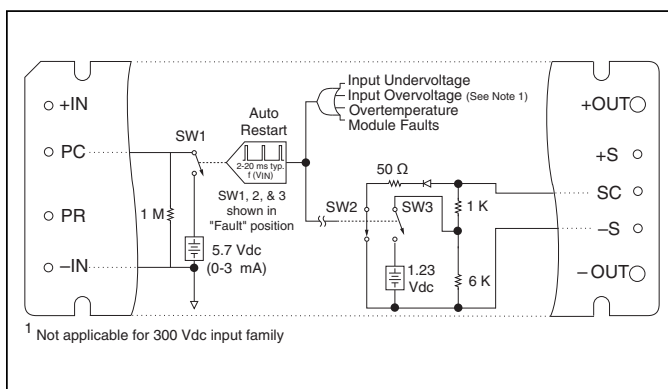 +IN
PC
PR
–IN
1 M
SW1
5.7 Vdc
(0-3 mA)
Auto
Restart
2-20 ms typ.
f (VIN)
SW1, 2, & 3
shown in
"Fault" position
Input Undervoltage
Input Overvoltage (See Note 1)
Overtemperature
Module Faults
50 Ω
SW2
SW3
1 K
1.23
Vdc
6 K
+OUT
+S
SC
–S
–OUT
1 Not applicable for 300 Vdc input family